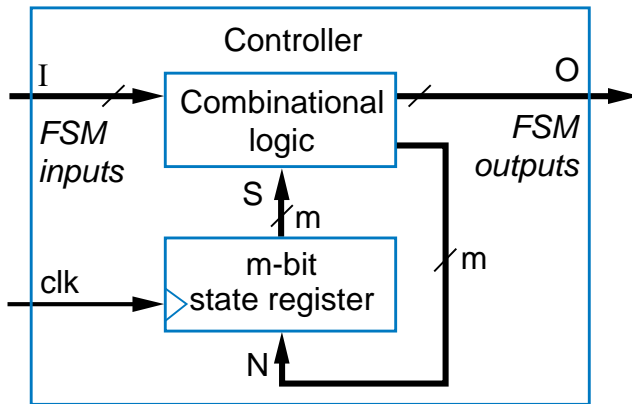 Controller
I
O
Combinational
logic
FSM
inputs
FSM
outputs
S
m
m
clk
m-bit
state register
N